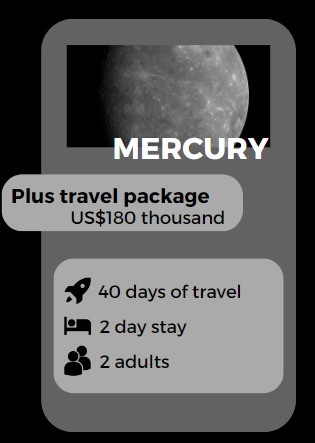 MERCURY
Plus travel package
US$180 thousand
40 days of travel
2 day stay
2 adults